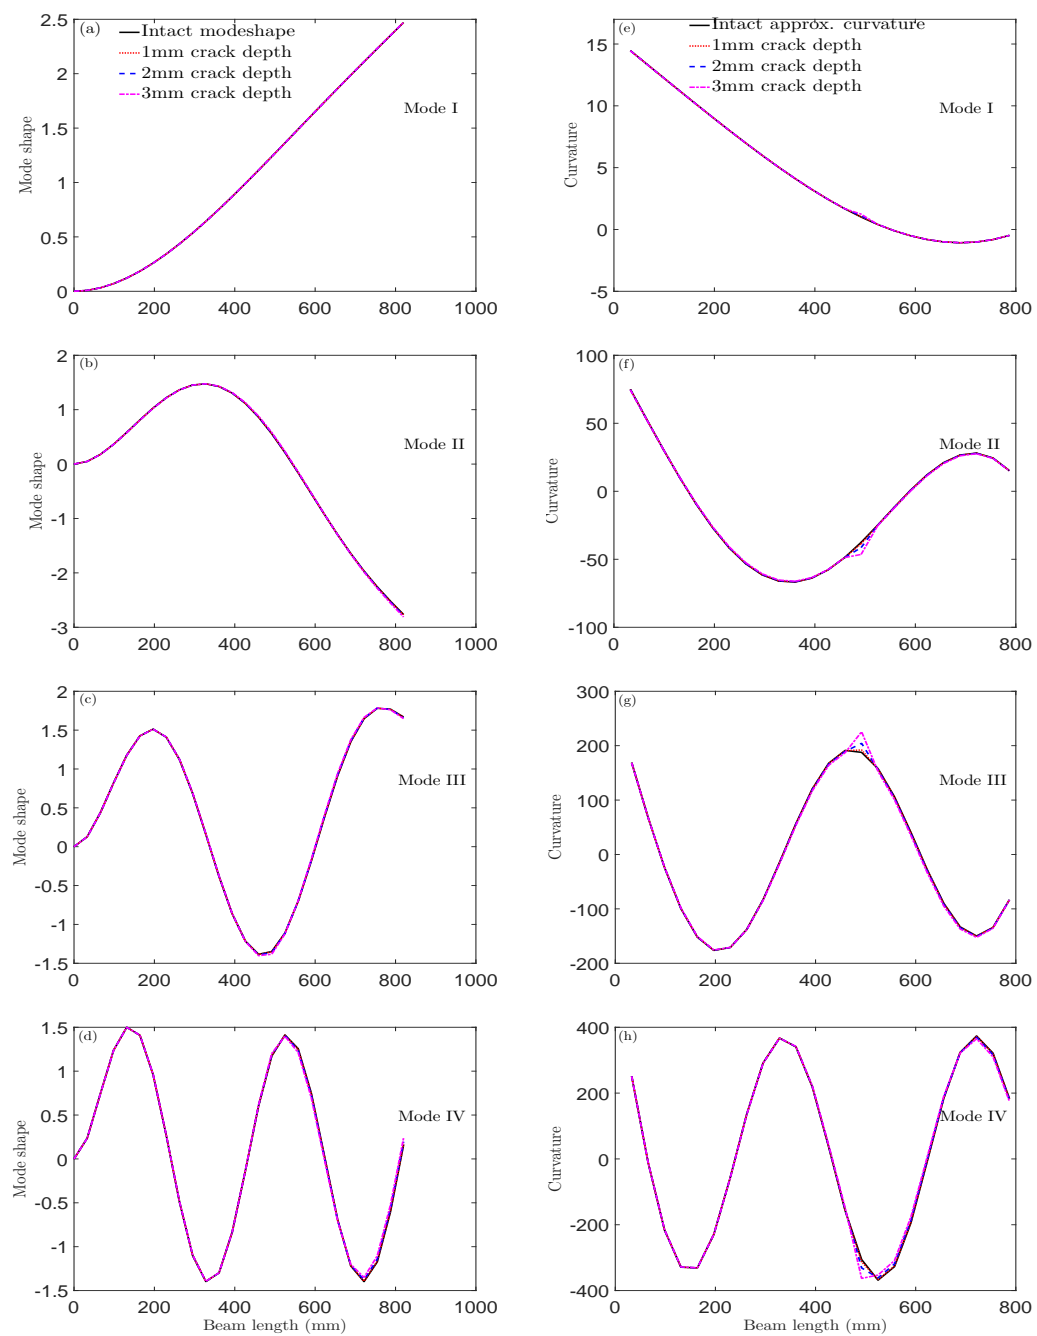 (a)
Intact modeshape
1mm crack depth
2mm crack depth
3mm crack depth
Mode I
Mode shape
2.5
2
1.5
1
0.5
0
0 200 400 600 800 1000
(e)
Intact approx. curvature
1mm crack depth
2mm crack depth
3mm crack depth
Mode I
Curvature
15
10
5
0
-5
0 200 400 600 800
(b)
Mode II
Mode shape
2
1
0
-1
-2
-3
0 200 400 600 800 1000
(f)
Mode II
Curvature
100
50
0
-50
-100
0 200 400 600 800
(c)
Mode III
Mode shape
2
1.5
1
0.5
0
-0.5
-1
-1.5
0 200 400 600 800 1000
(g)
Mode III
Curvature
300
200
100
0
-100
-200
0 200 400 600 800
(d)
Mode IV
Mode shape
1.5
1
0.5
0
-0.5
-1
-1.5
0 200 400 600 800 1000
Beam length (mm)
(h)
Mode IV
Curvature
400
200
0
-200
-400
0 200 400 600 800
Beam length (mm)